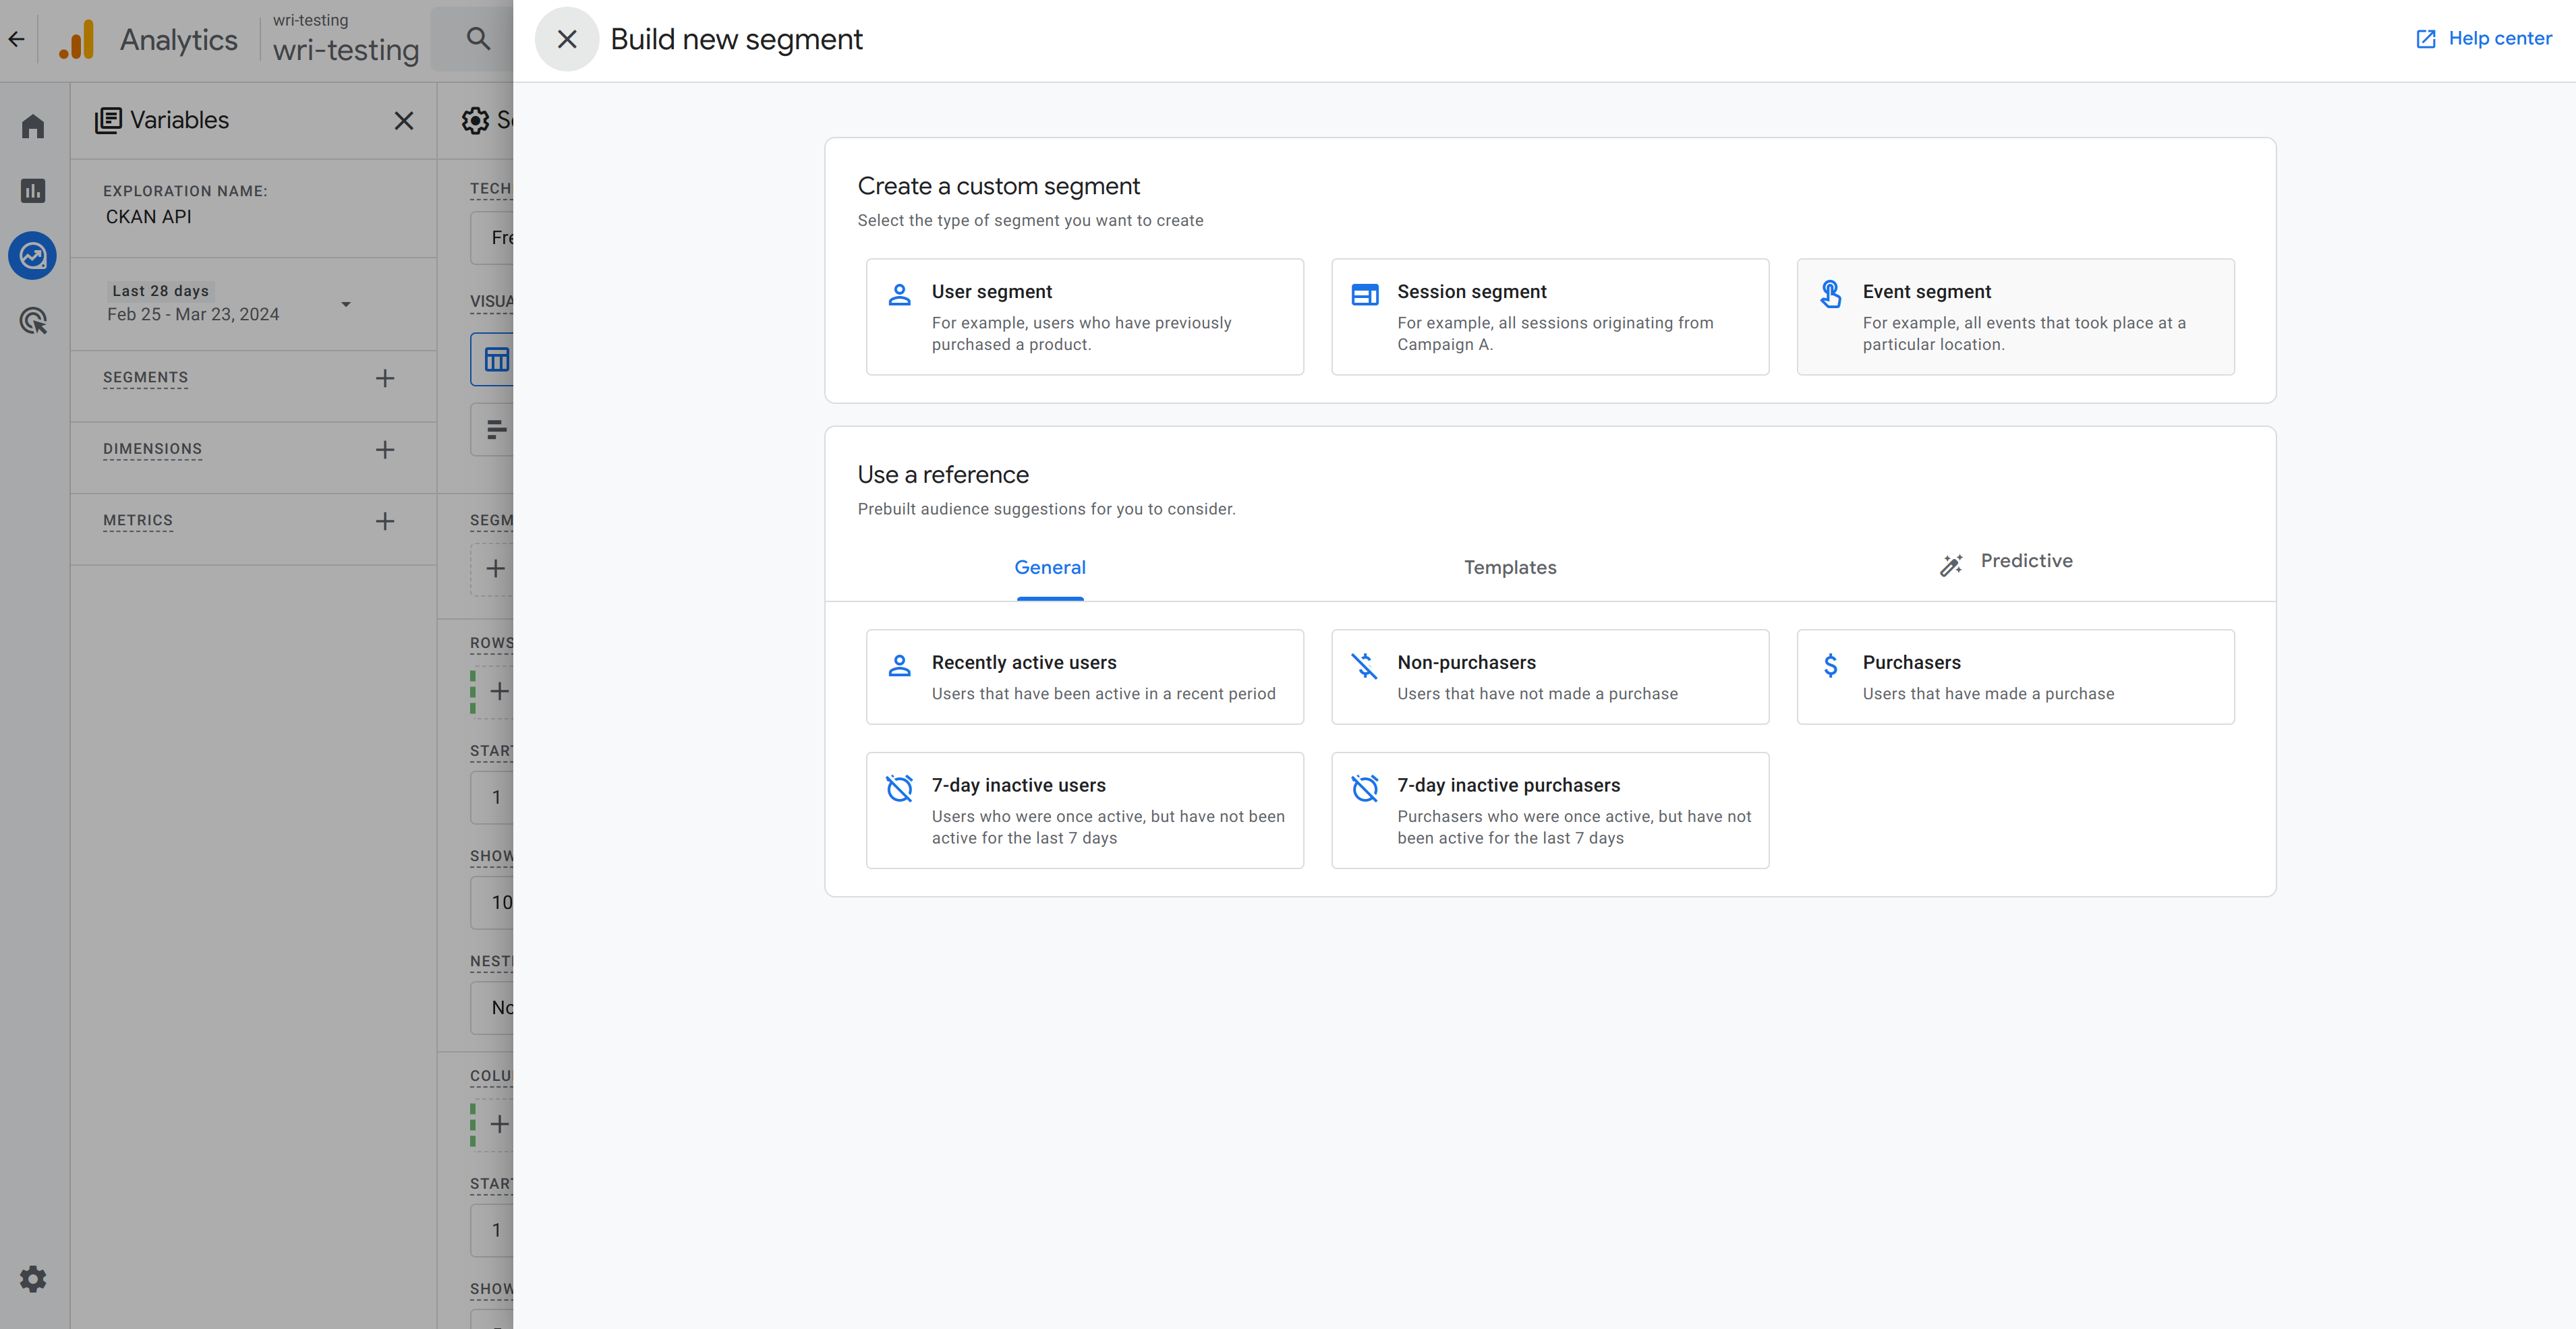 wri-testing
Analytics
wri-testing
Build new segment
Help center
Variables
EXPLORATION NAME:
CKAN API
Last 28 days
Feb 25 - Mar 23, 2024
SEGMENTS
DIMENSIONS
METRICS
TECH
Fre
VISUA
SEGM
ROWS
START
1
SHOW
10
NEST
No
COLU
START
1
SHOW
Create a custom segment
Select the type of segment you want to create
User segment
For example, users who have previously
purchased a product.
Session segment
For example, all sessions originating from
Campaign A.
Event segment
For example, all events that took place at a
particular location.
Use a reference
Prebuilt audience suggestions for you to consider.
General
Templates
Predictive
Recently active users
Users that have been active in a recent period
Non-purchasers
Users that have not made a purchase
Purchasers
Users that have made a purchase
7-day inactive users
Users who were once active, but have not been
active for the last 7 days
7-day inactive purchasers
Purchasers who were once active, but have not
been active for the last 7 days